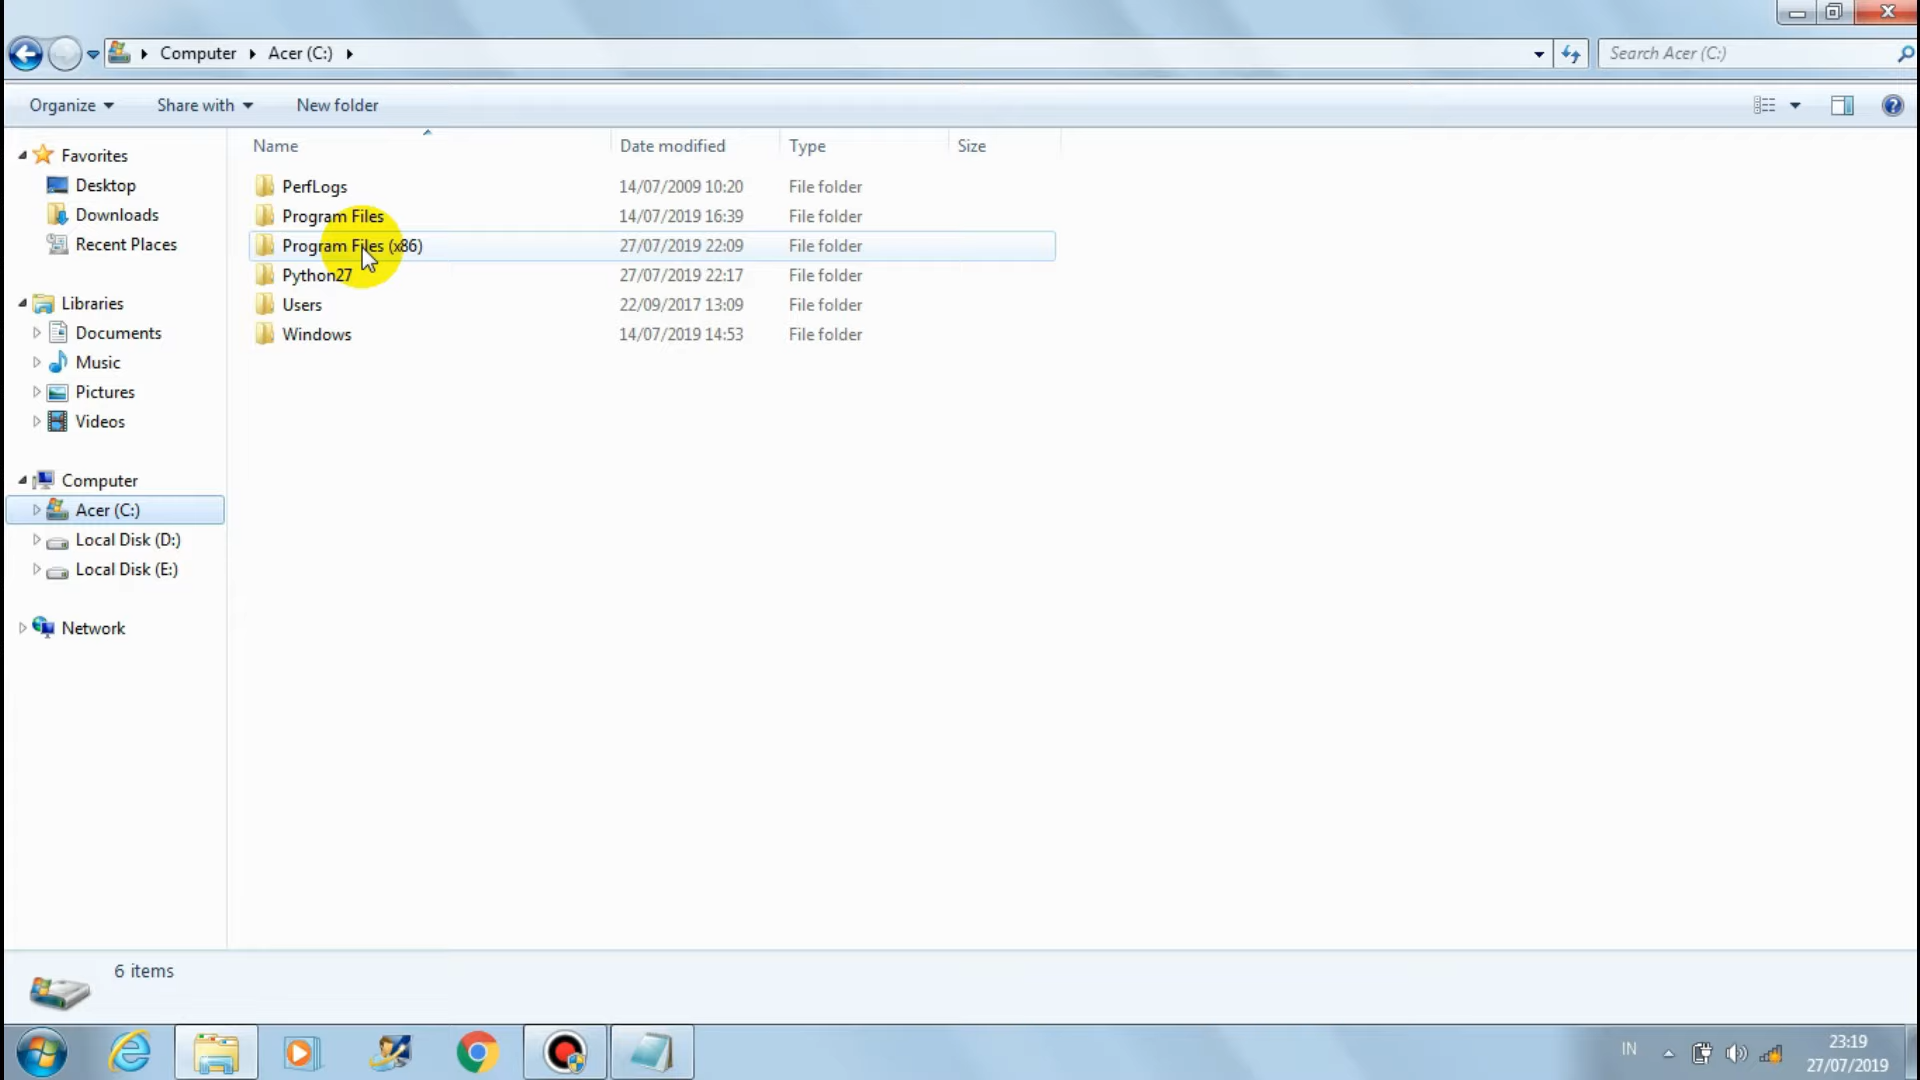 Computer Acer (C:)
Search Acer (C:)
Organize Share with New folder
Name Date modified Type Size
Favorites
Desktop
Downloads
Recent Places
Libraries
Documents
Music
Pictures
Videos
Computer
Acer (C:)
Local Disk (D:)
Local Disk (E:)
Network
PerfLogs 14/07/2009 10:20 File folder
Program Files 14/07/2019 16:39 File folder
Program Files (x86) 27/07/2019 22:09 File folder
Python27 27/07/2019 22:17 File folder
Users 22/09/2017 13:09 File folder
Windows 14/07/2019 14:53 File folder
6 items
IN
23:19
27/07/2019